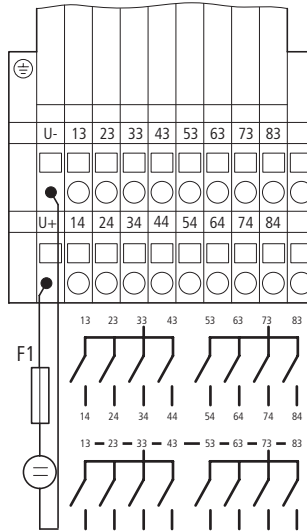 U- 13 23 33 43 53 63 73 83
U+ 14 24 34 44 54 64 74 84
13 23 33 43 53 63 73 83
F1
14 24 34 44 54 64 74 84
13 23 33 43 53 63 73 83